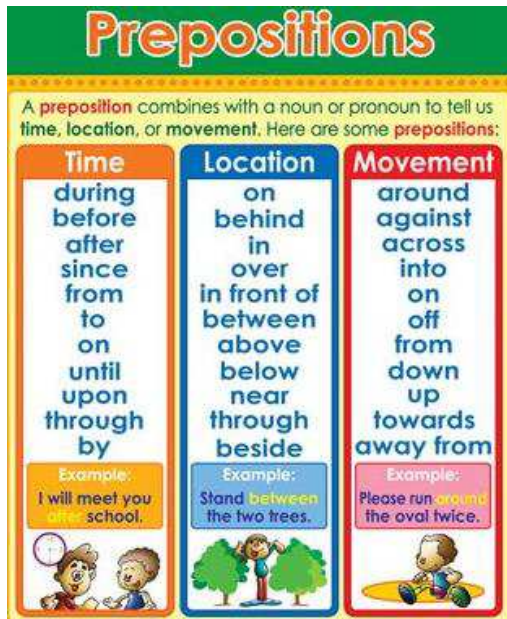 Prepositions
A preposition combines with a noun or pronoun to tell us
time, location, or movement. Here are some prepositions:
Time
during
before
after
since
from
to
on
until
upon
through
by
Example:
I will meet you
after school.
Location
on
behind
in
over
in front of
between
above
below
near
through
beside
Example:
Stand between
the two trees.
Movement
around
against
across
into
on
off
from
down
up
towards
away from
Example:
Please run around
the oval twice.